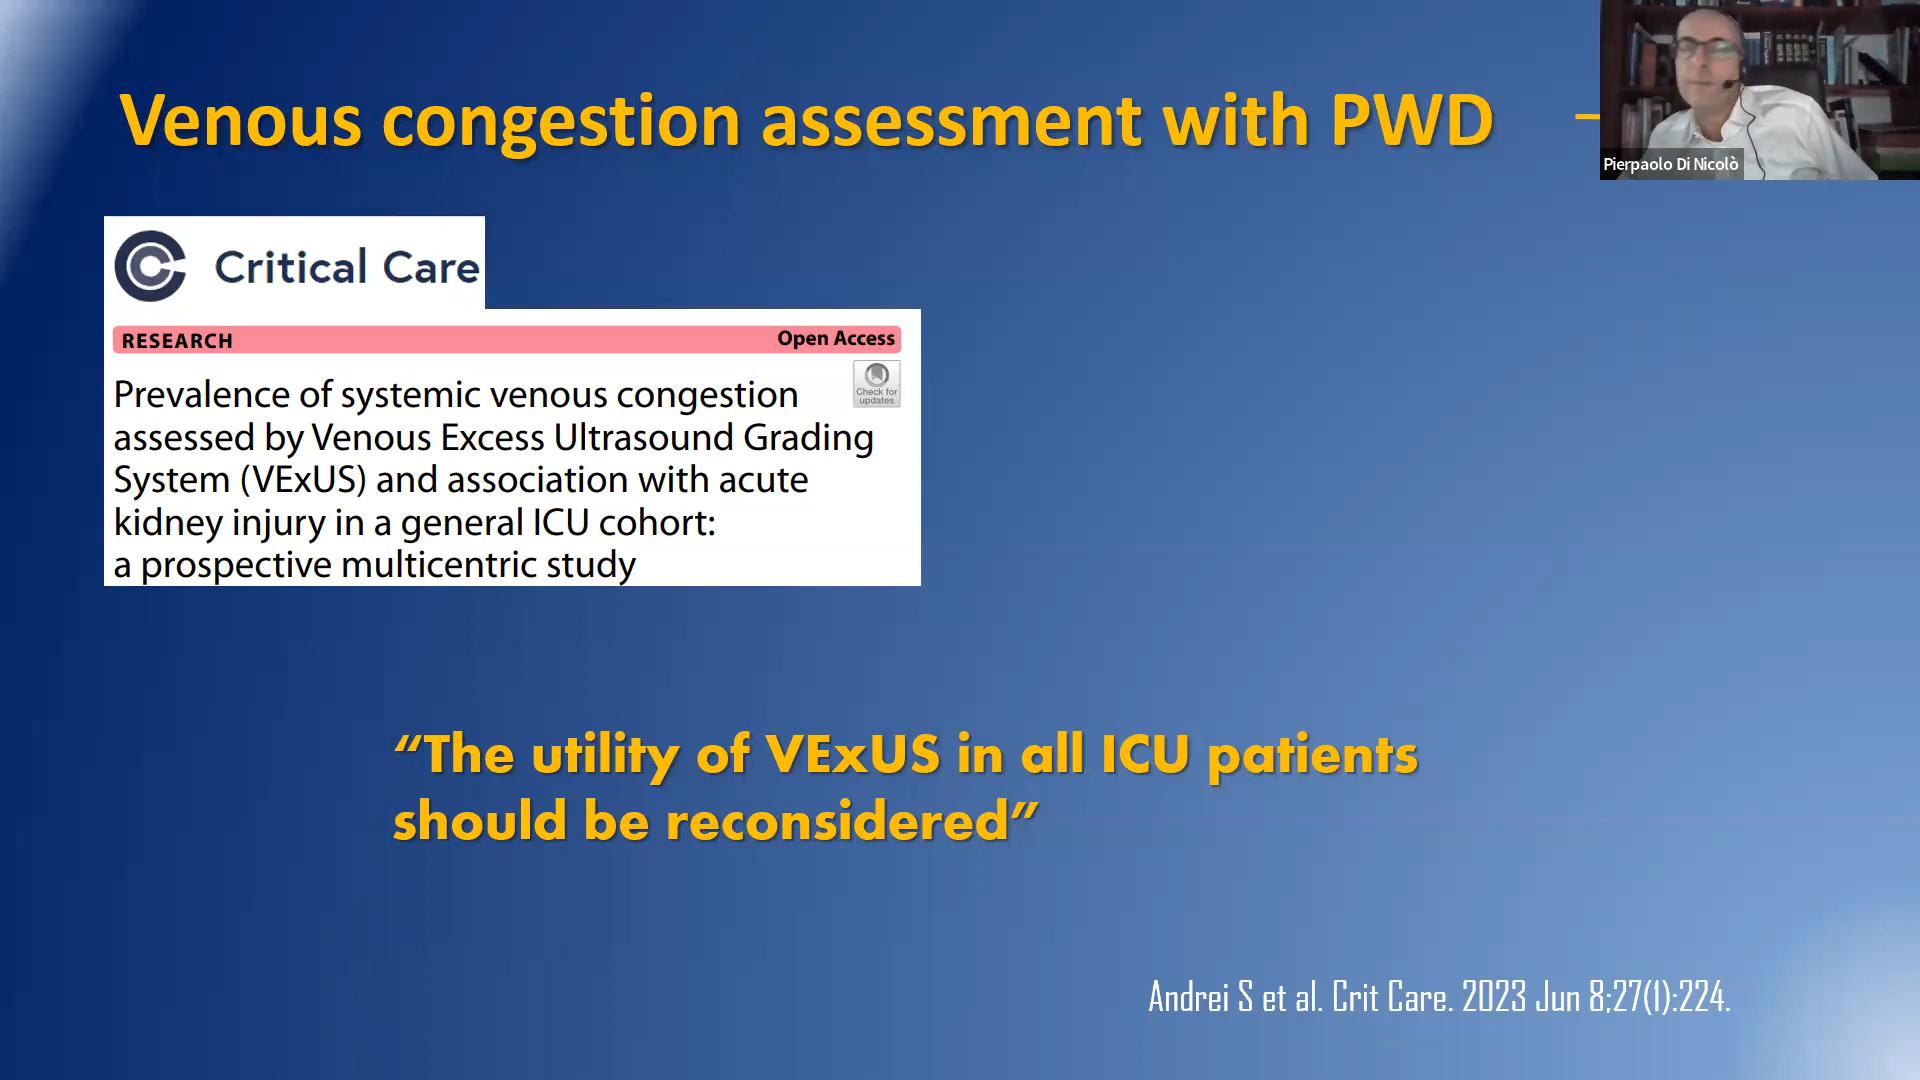 Venous congestion assessment with PWD
Pierpaolo Di Nicolò
Critical Care
RESEARCH
Open Access
Check for
updates
Prevalence of systemic venous congestion
assessed by Venous Excess Ultrasound Grading
System (VExUS) and association with acute
kidney injury in a general ICU cohort:
a prospective multicentric study
“The utility of VExUS in all ICU patients
should be reconsidered”
Andrei S et al. Crit Care. 2023 Jun 8;27(1):224.